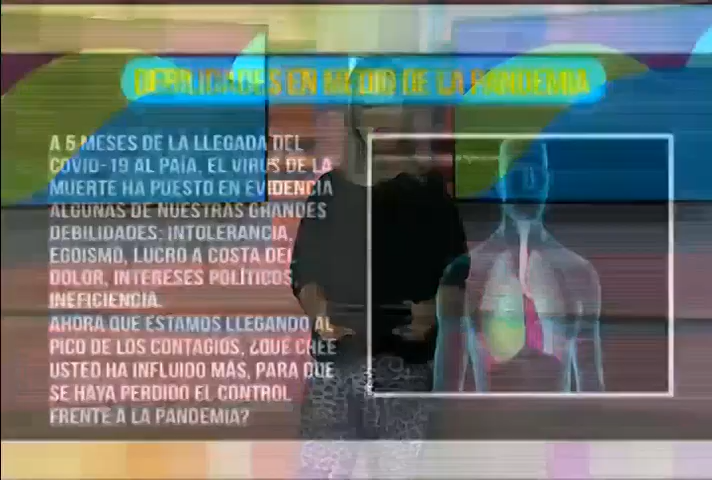 DEBILIDADES EN MEDIO DE LA PANDEMIA
A 5 MESES DE LA LLEGADA DEL
COVID-19 AL PAÍA, EL VIRUS DE LA
MUERTE HA PUESTO EN EVIDENCIA
ALGUNAS DE NUESTRAS GRANDES
DEBILIDADES: INTOLERANCIA,
EGOISMO, LUCRO A COSTA DEL
DOLOR, INTERESES POLÍTICOS
INEFICIENCIA.
AHORA QUE ESTAMOS LLEGANDO AL
PICO DE LOS CONTAGIOS, ¿QUE CREE
USTED HA INFLUIDO MÁS, PARA QUE
SE HAYA PERDIDO EL CONTROL
FRENTE A LA PANDEMIA?